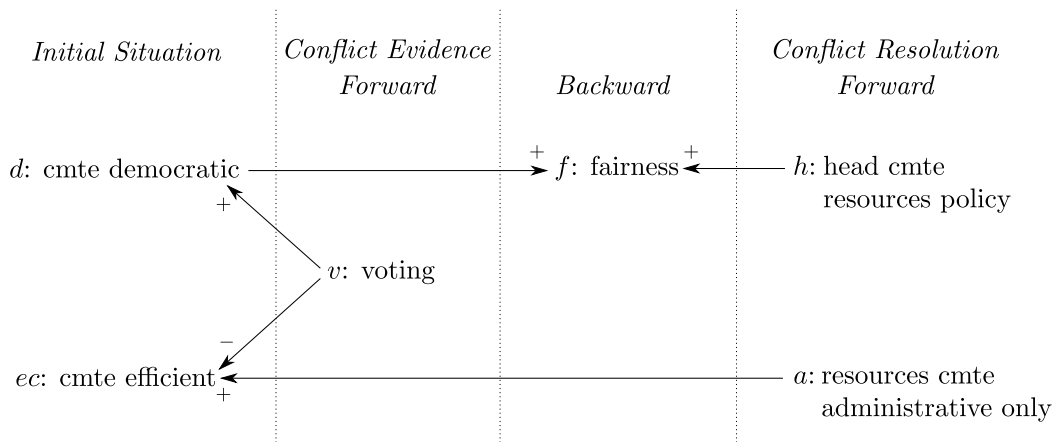 Initial Situation
Conflict Evidence
Forward
Backward
Conflict Resolution
Forward
d: cmte democratic
+
+
f: fairness
+
h: head cmte
resources policy
v: voting
−
ec: cmte efficient
+
a: resources cmte
administrative only